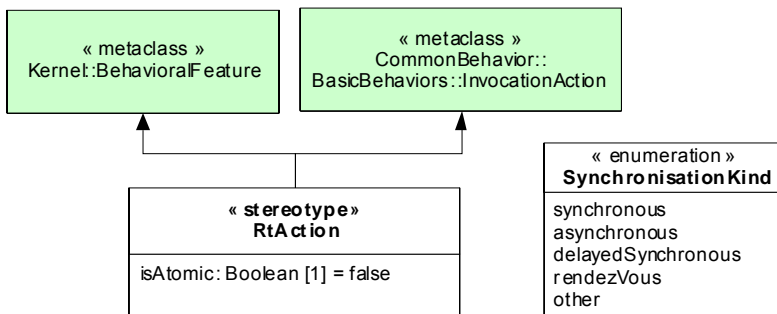 « metaclass »
Kernel::BehavioralFeature
« metaclass »
CommonBehavior::
BasicBehaviors::InvocationAction
« stereotype »
RtAction
isAtomic: Boolean [1] = false
« enumeration »
SynchronisationKind
synchronous
asynchronous
delayedSynchronous
rendezVous
other